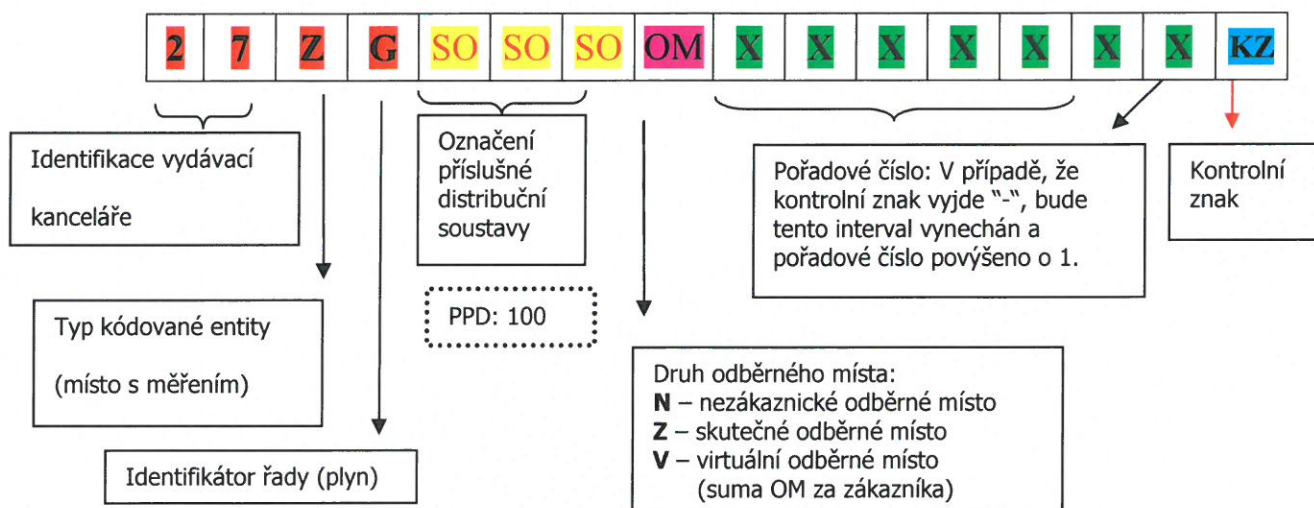 2 7 Z G SO SO SO OM X X X X X X X KZ
Identifikace vydávací
kanceláře
Označení
příslušné
distribuční
soustavy
Pořadové číslo: V případě, že
kontrolní znak vyjde "-", bude
tento interval vynechán a
pořadové číslo povýšeno o 1.
Kontrolní
znak
Typ kódované entity
(místo s měřením)
PPD: 100
Druh odběrného místa:
N – nezákaznické odběrné místo
Z – skutečné odběrné místo
V – virtuální odběrné místo
(suma OM za zákazníka)
Identifikátor řady (plyn)